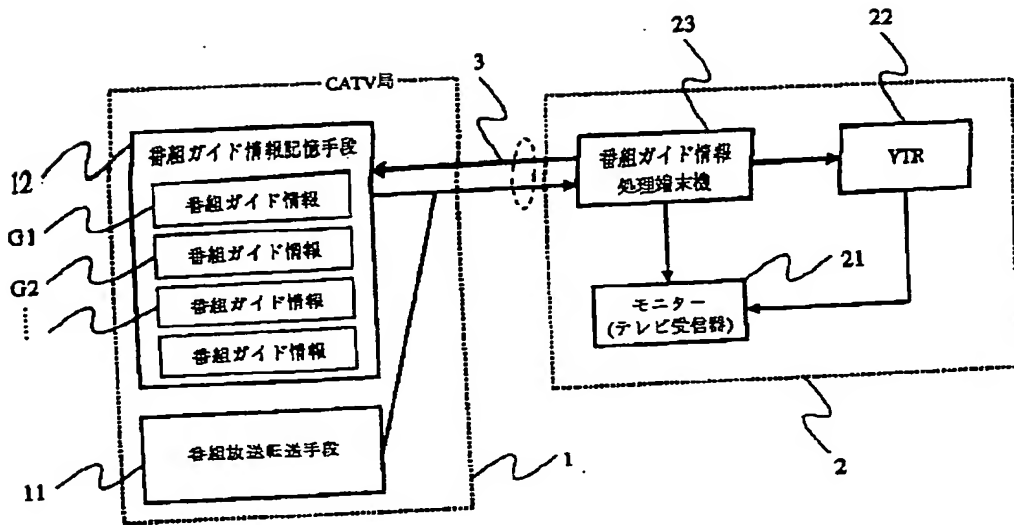 22
23
3
CATV局
12
番組ガイド情報記憶手段
番組ガイド情報
処理端末機
VTR
G1
番組ガイド情報
G2
番組ガイド情報
21
……
番組ガイド情報
モニター
(テレビ受信器)
番組ガイド情報
番組放送転送手段
11
1
2